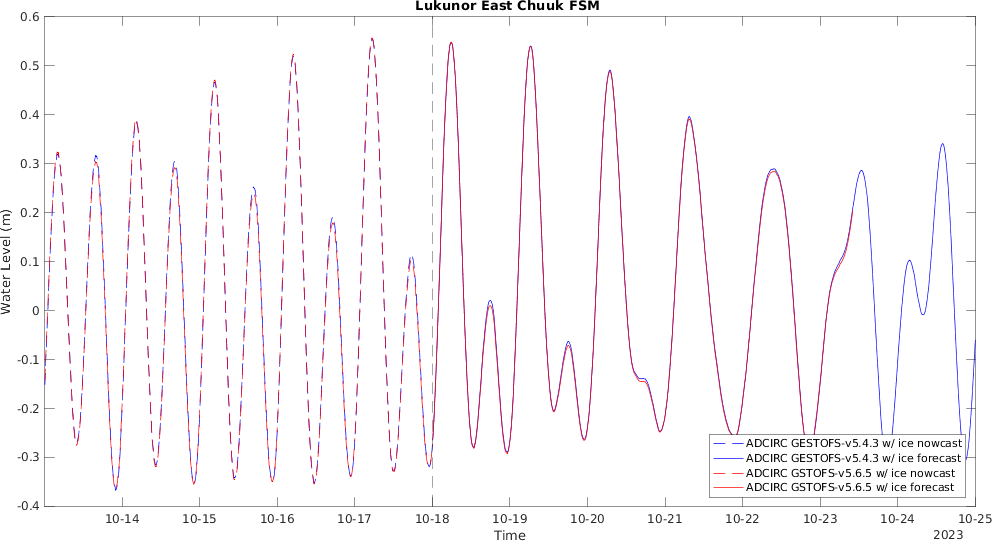 Lukunor East Chuuk FSM
0.6
0.5
0.4
0.3
0.2
0.1
0
-0.1
-0.2
-0.3
-0.4
Water Level (m)
ADCIRC GESTOFS-v5.4.3 w/ ice nowcast
ADCIRC GESTOFS-v5.4.3 w/ ice forecast
ADCIRC GSTOFS-v5.6.5 w/ ice nowcast
ADCIRC GSTOFS-v5.6.5 w/ ice forecast
10-14 10-15 10-16 10-17 10-18 10-19 10-20 10-21 10-22 10-23 10-24 10-25
Time
2023